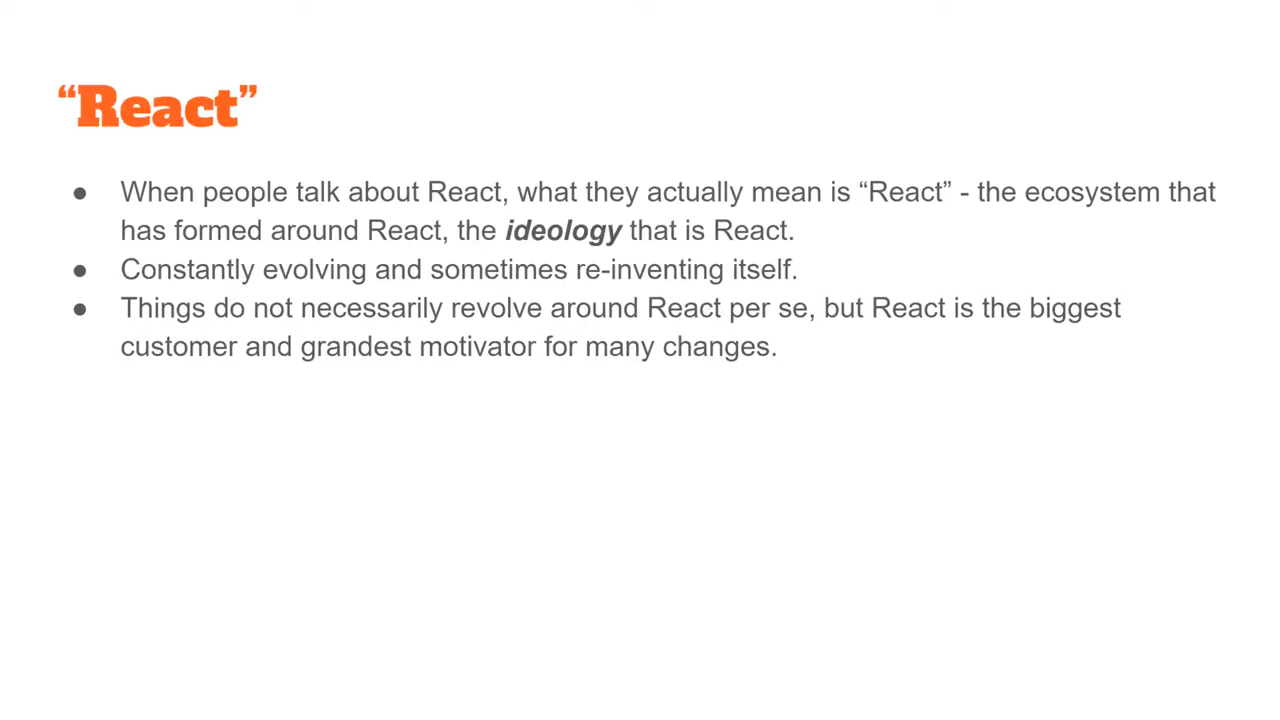 “React”
● When people talk about React, what they actually mean is “React” - the ecosystem that
has formed around React, the ideology that is React.
● Constantly evolving and sometimes re-inventing itself.
● Things do not necessarily revolve around React per se, but React is the biggest
customer and grandest motivator for many changes.